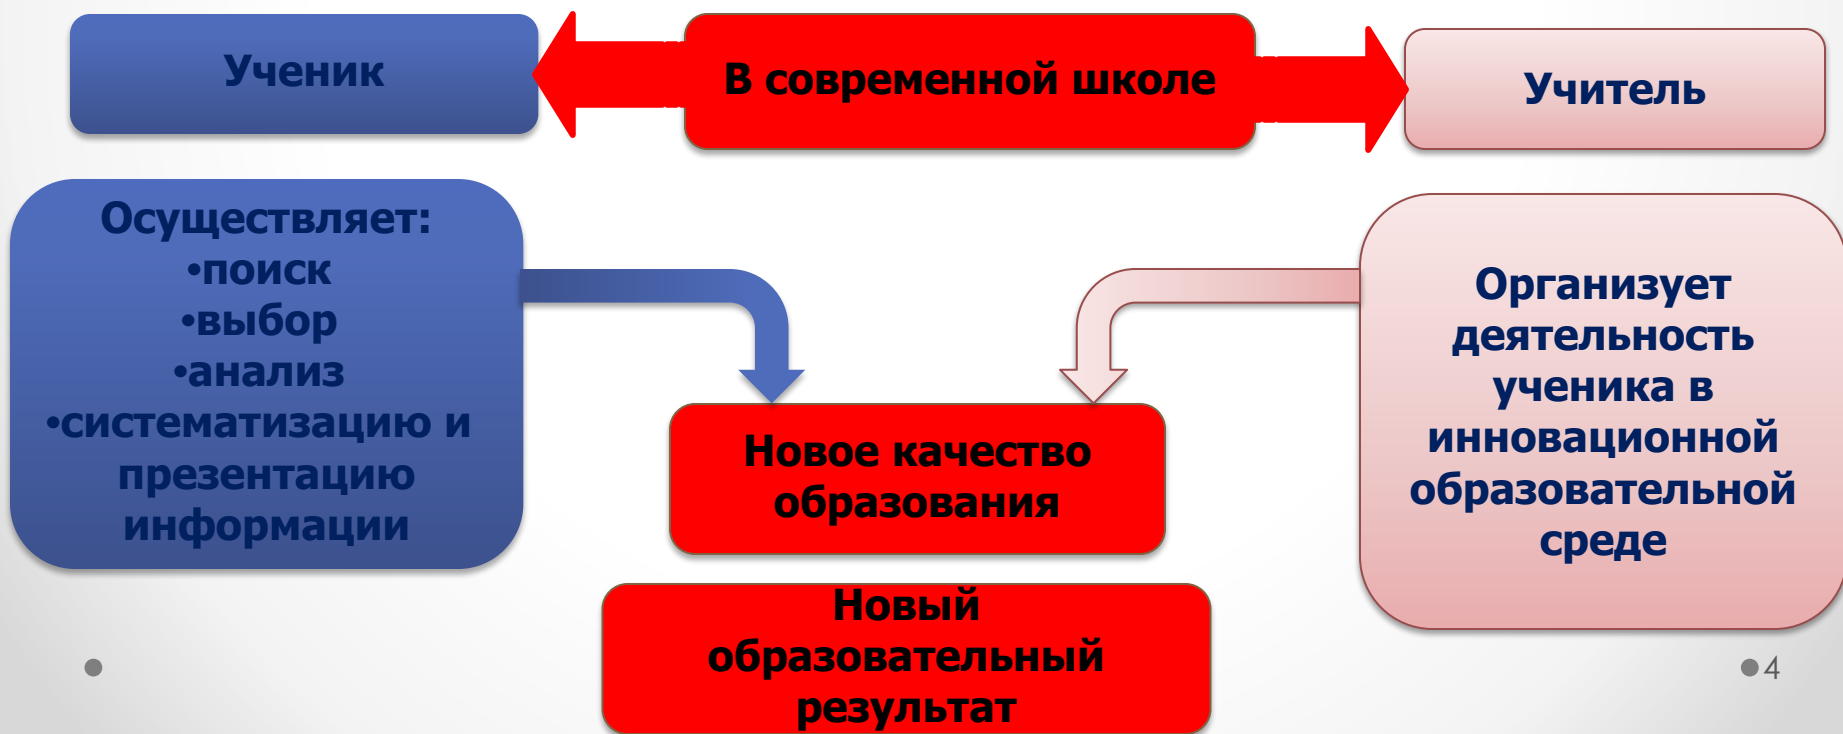 Ученик
В современной школе
Учитель
Осуществляет:
•поиск
•выбор
•анализ
•систематизацию и
презентацию
информации
Организует
деятельность
ученика в
инновационной
образовательной
среде
Новое качество
образования
Новый
образовательный
результат
•
•4